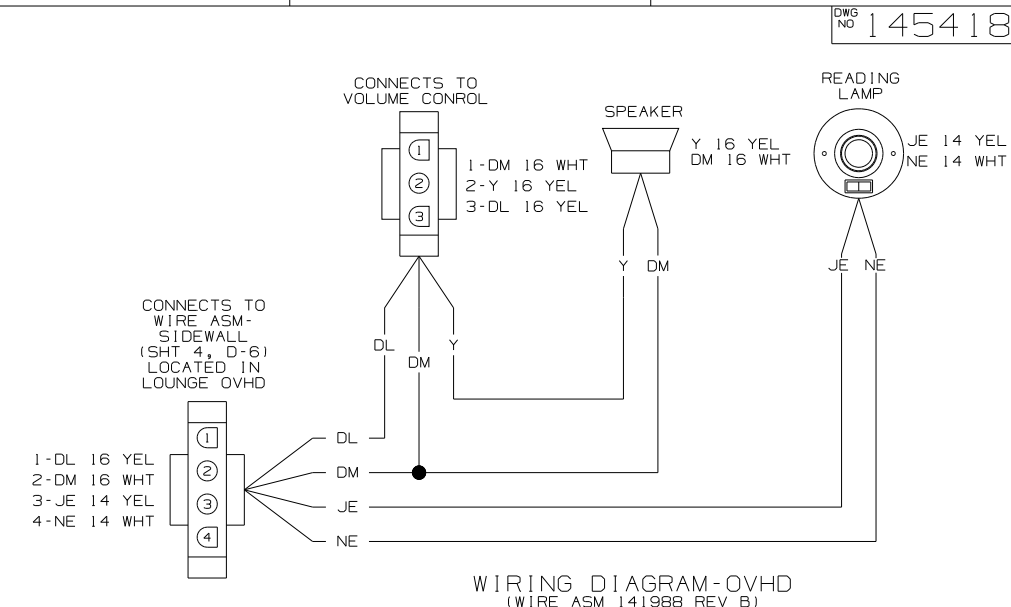 DWG
NO 145418
CONNECTS TO
VOLUME CONROL
1
2
3
1-DM 16 WHT
2-Y 16 YEL
3-DL 16 YEL
SPEAKER
Y 16 YEL
DM 16 WHT
READING
LAMP
JE 14 YEL
NE 14 WHT
Y DM
JE NE
DL
DM
Y
CONNECTS TO
WIRE ASM-
SIDEWALL
(SHT 4, D-6)
LOCATED IN
LOUNGE OVHD
1
2
3
4
1-DL 16 YEL
2-DM 16 WHT
3-JE 14 YEL
4-NE 14 WHT
DL
DM
JE
NE
WIRING DIAGRAM-OVHD
(WIRE ASM 141988 REV B)